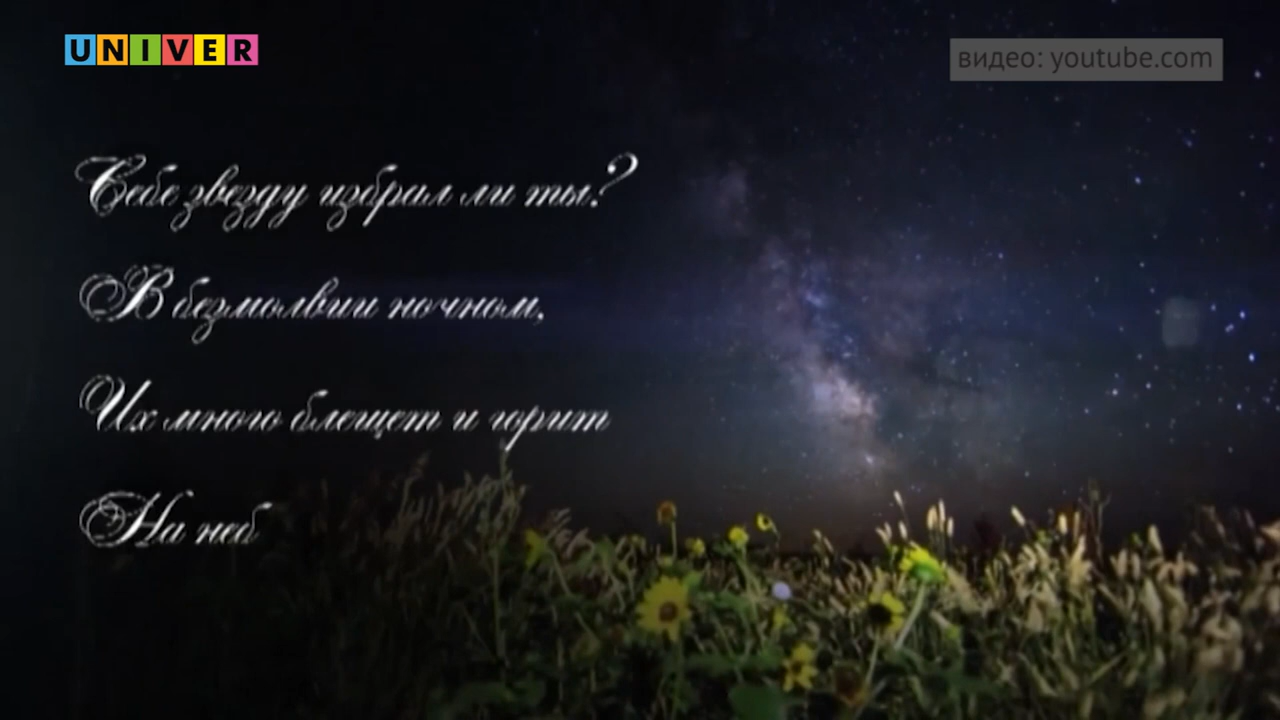 UNIVER
видео: youtube.com
Себе звезду избрал ли ты?
В безмолвии ночном,
Их много блещет и горит
На неб